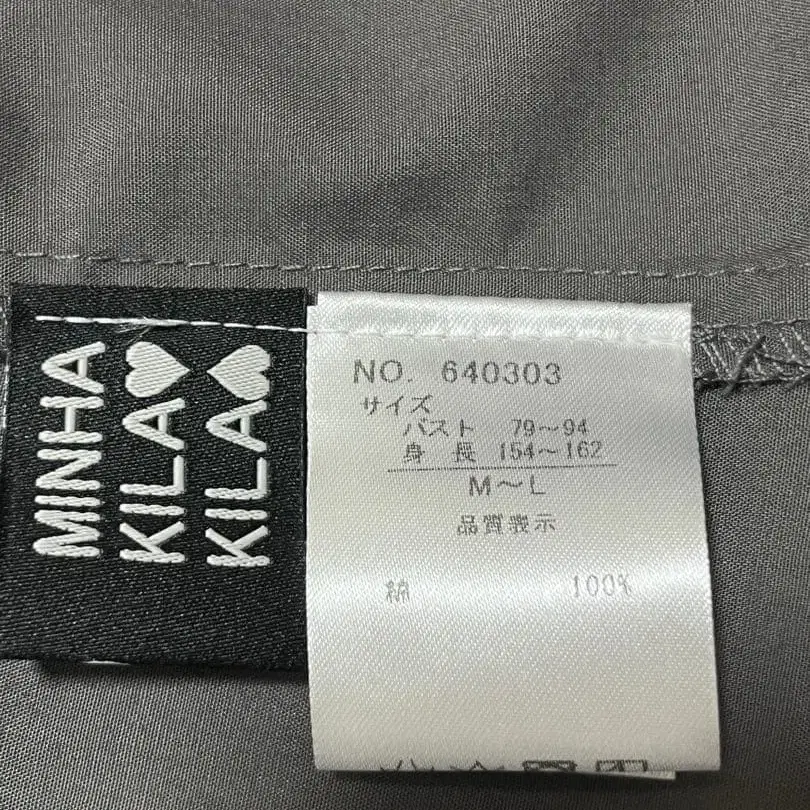 MINHA
KILA♥
KILA♥
NO. 640303
サイズ
バスト 79～94
身長 154～162
M～L
品質表示
綿 100%